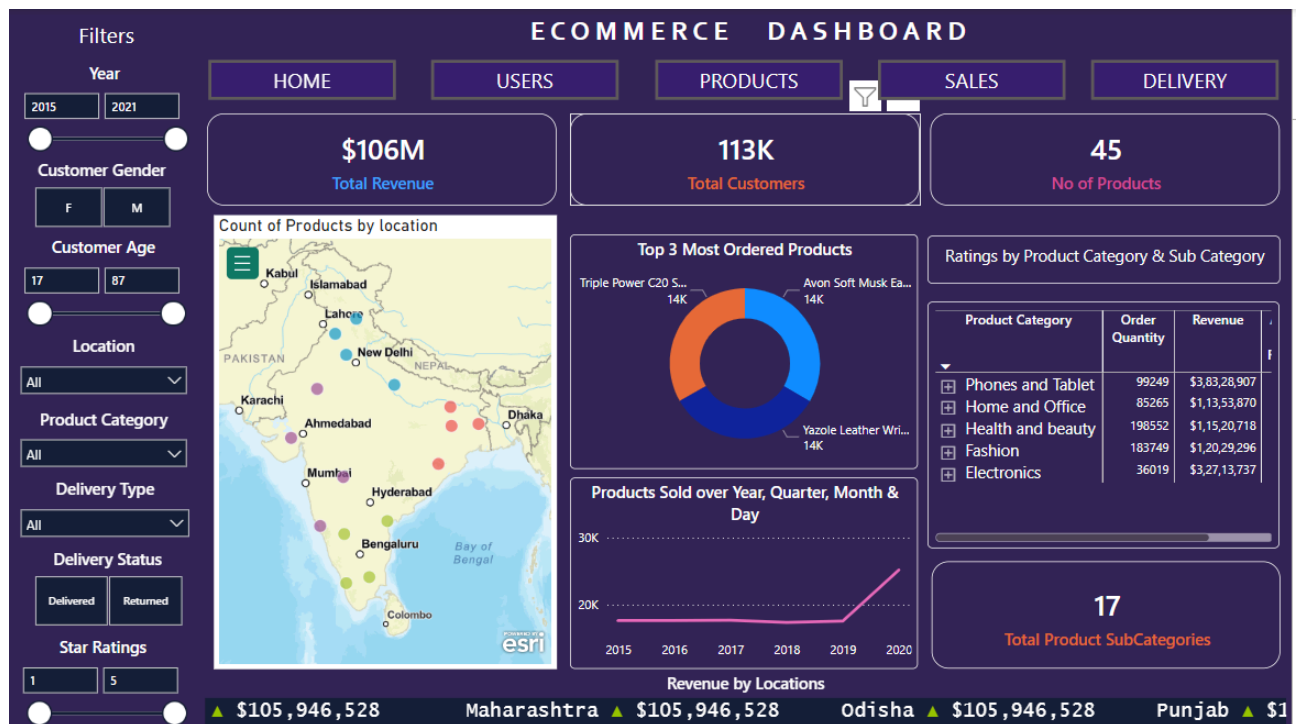 ECOMMERCE DASHBOARD
Filters
Year
2015 2021
Customer Gender
F M
Customer Age
17 87
Location
All
Product Category
All
Delivery Type
All
Delivery Status
Delivered Returned
Star Ratings
1 5
HOME USERS PRODUCTS SALES DELIVERY
$106M
Total Revenue
113K
Total Customers
45
No of Products
Count of Products by location
Kabul
Islamabad
Lahore
PAKISTAN
New Delhi
NEPAL
Karachi
Ahmedabad
Dhaka
Mumbai
Hyderabad
Bengaluru
Bay of
Bengal
Colombo
POWERED BY
esri
Top 3 Most Ordered Products
Triple Power C20 S...
14K
Avon Soft Musk Ea...
14K
Yazole Leather Wri...
14K
Products Sold over Year, Quarter, Month &
Day
30K
20K
2015 2016 2017 2018 2019 2020
Ratings by Product Category & Sub Category
Product Category Order Quantity Revenue
Phones and Tablet 99249 $3,83,28,907
Home and Office 85265 $1,13,53,870
Health and beauty 198552 $1,15,20,718
Fashion 183749 $1,20,29,296
Electronics 36019 $3,27,13,737
17
Total Product SubCategories
Revenue by Locations
▲ $105,946,528 Maharashtra ▲ $105,946,528 Odisha ▲ $105,946,528 Punjab ▲ $1